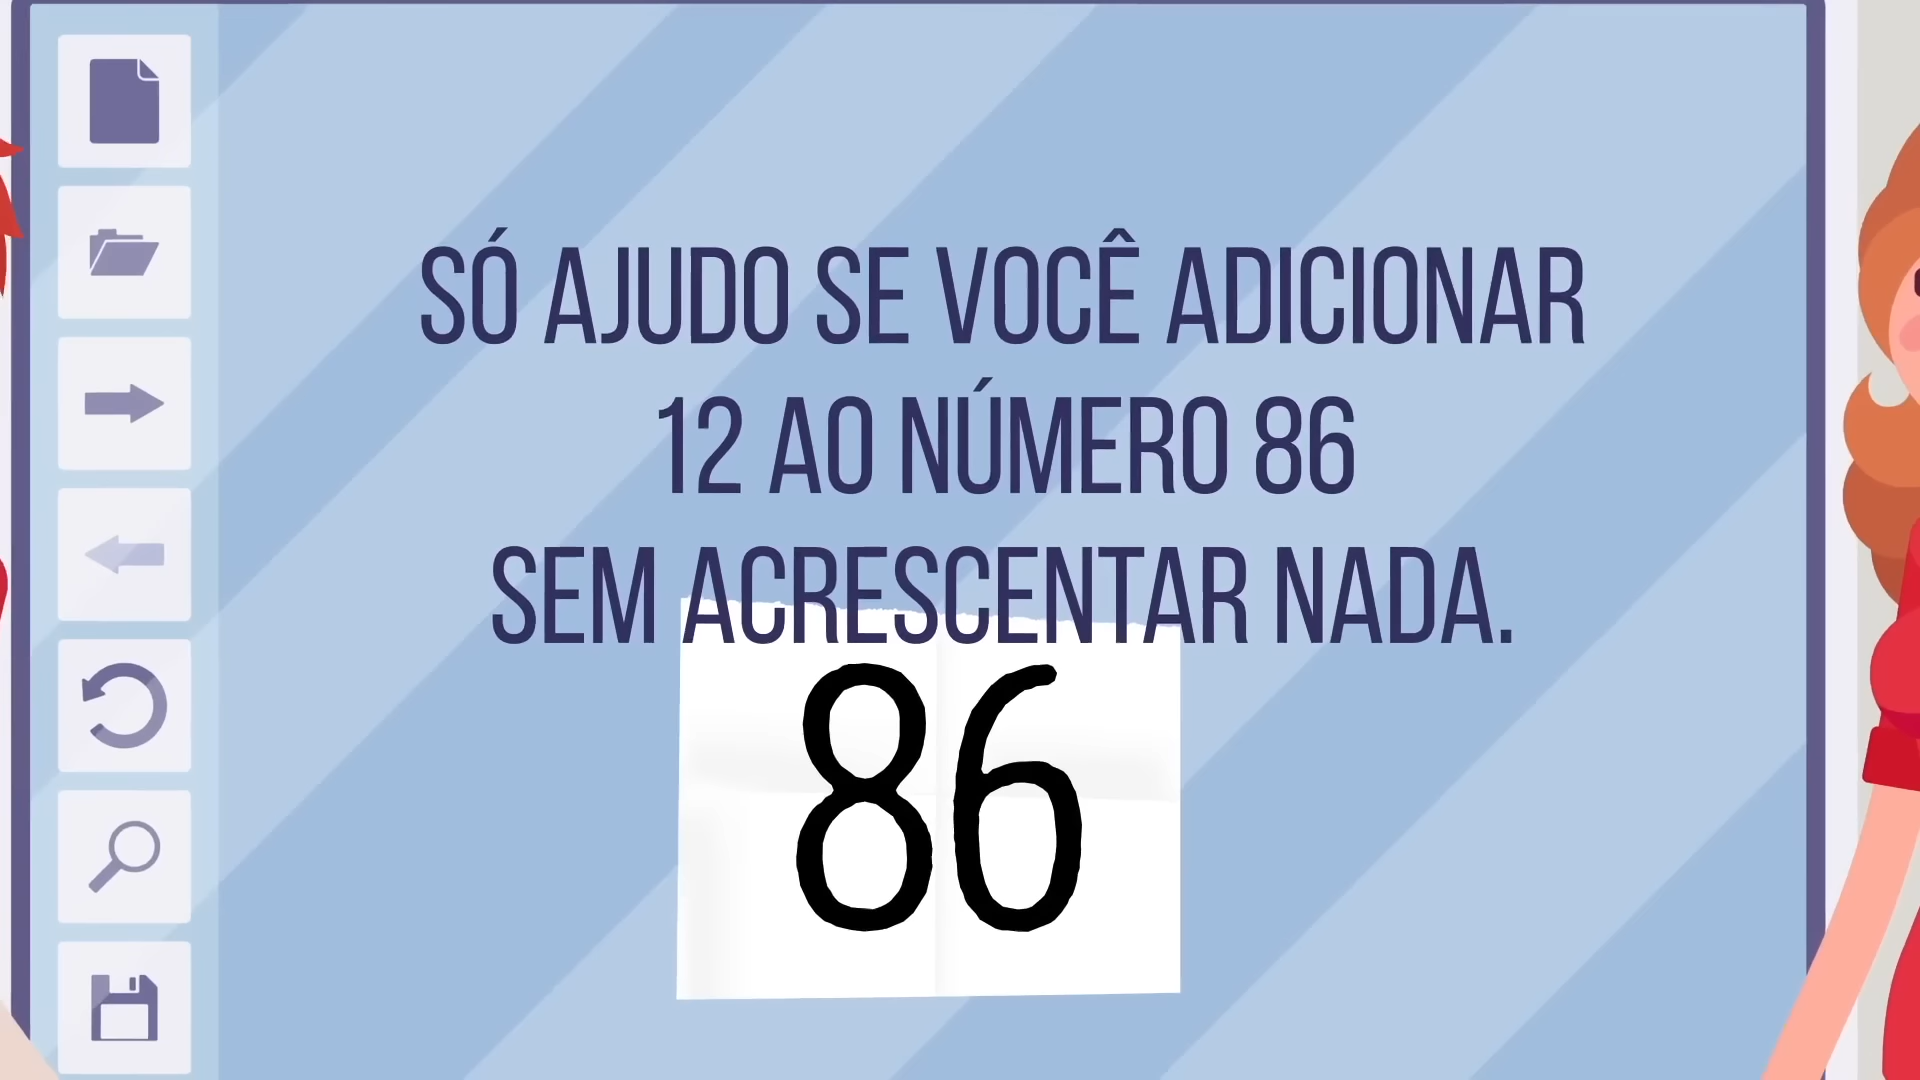 SÓ AJUDO SE VOCÊ ADICIONAR
12 AO NÚMERO 86
SEM ACRESCENTAR NADA.
86